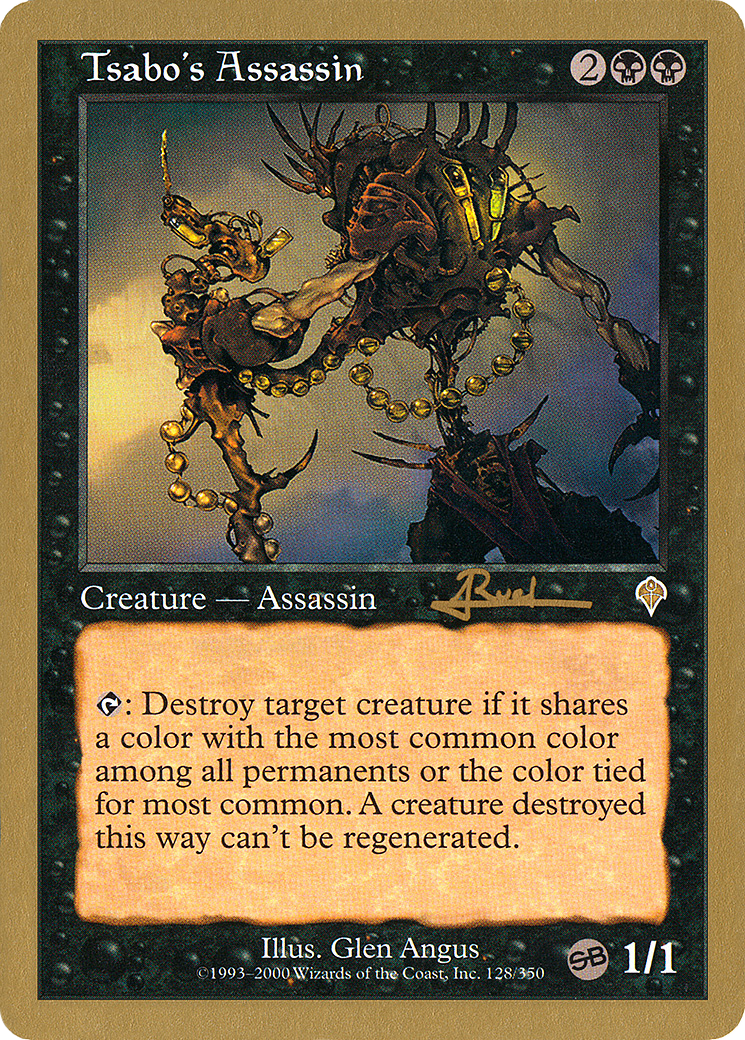 Tsabo's Assassin 2
Creature — Assassin Ruel
: Destroy target creature if it shares
a color with the most common color
among all permanents or the color tied
for most common. A creature destroyed
this way can't be regenerated.
Illus. Glen Angus
©1993–2000 Wizards of the Coast, Inc. 128/350
SB 1/1